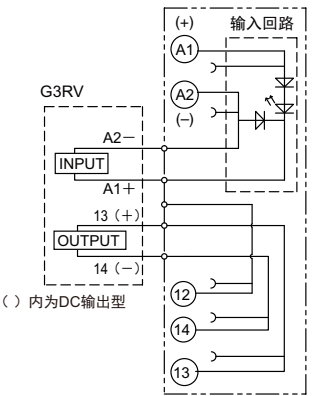 (+)
输入回路
A1
G3RV
A2
(−)
A2−
INPUT
A1+
13 (+)
OUTPUT
14 (−)
( ) 内为DC输出型
12
14
13